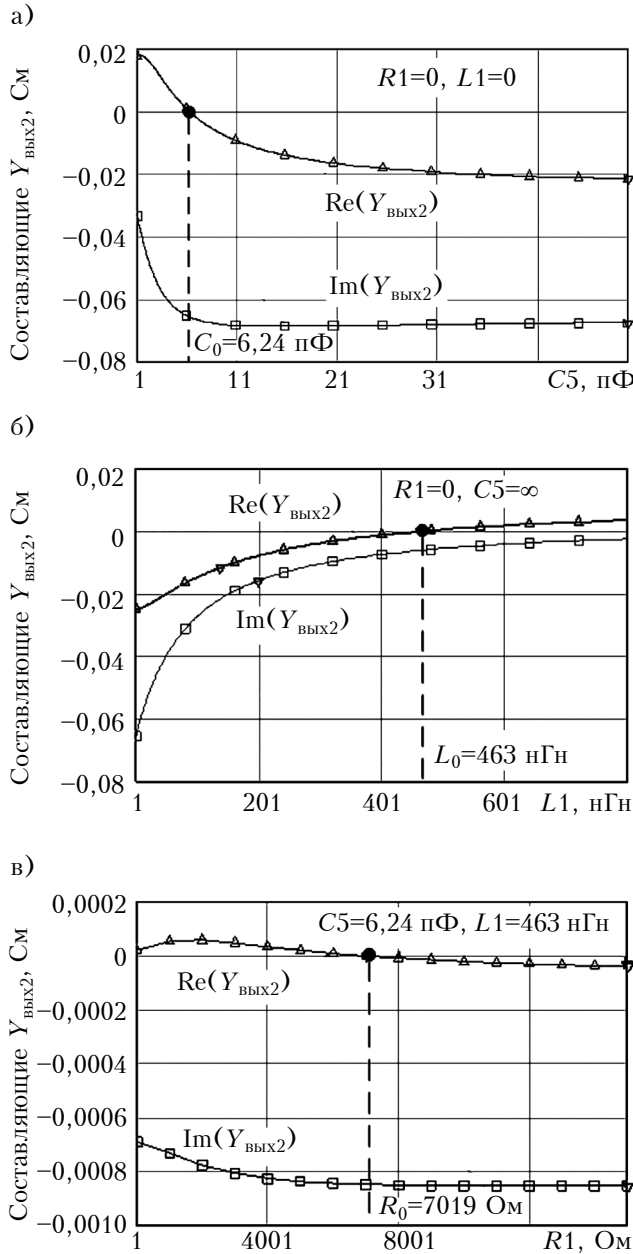 а)
Составляющие Yвых2, См
0,02
0
−0,02
−0,04
−0,06
−0,08
R1=0, L1=0
Re(Yвых2)
Im(Yвых2)
C0=6,24 пФ
1 11 21 31 C5, пФ
б)
Составляющие Yвых2, См
0,02
0
−0,02
−0,04
−0,06
−0,08
Re(Yвых2)
R1=0, C5=∞
Im(Yвых2)
L0=463 нГн
1 201 401 601 L1, нГн
в)
Составляющие Yвых2, См
0,0002
0
−0,0002
−0,0004
−0,0006
−0,0008
−0,0010
C5=6,24 пФ, L1=463 нГн
Re(Yвых2)
Im(Yвых2)
R0=7019 Ом
1 4001 8001 R1, Ом